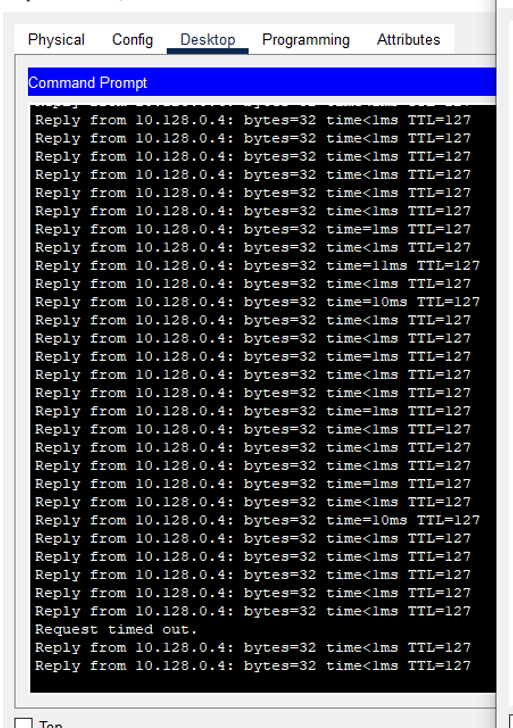 Physical Config Desktop Programming Attributes
Command Prompt
Reply from 10.128.0.4: bytes=32 time<1ms TTL=127
Reply from 10.128.0.4: bytes=32 time<1ms TTL=127
Reply from 10.128.0.4: bytes=32 time<1ms TTL=127
Reply from 10.128.0.4: bytes=32 time<1ms TTL=127
Reply from 10.128.0.4: bytes=32 time<1ms TTL=127
Reply from 10.128.0.4: bytes=32 time<1ms TTL=127
Reply from 10.128.0.4: bytes=32 time=1ms TTL=127
Reply from 10.128.0.4: bytes=32 time<1ms TTL=127
Reply from 10.128.0.4: bytes=32 time=11ms TTL=127
Reply from 10.128.0.4: bytes=32 time<1ms TTL=127
Reply from 10.128.0.4: bytes=32 time=10ms TTL=127
Reply from 10.128.0.4: bytes=32 time<1ms TTL=127
Reply from 10.128.0.4: bytes=32 time=1ms TTL=127
Reply from 10.128.0.4: bytes=32 time=1ms TTL=127
Reply from 10.128.0.4: bytes=32 time<1ms TTL=127
Reply from 10.128.0.4: bytes=32 time<1ms TTL=127
Reply from 10.128.0.4: bytes=32 time=1ms TTL=127
Reply from 10.128.0.4: bytes=32 time=1ms TTL=127
Reply from 10.128.0.4: bytes=32 time<1ms TTL=127
Reply from 10.128.0.4: bytes=32 time<1ms TTL=127
Reply from 10.128.0.4: bytes=32 time=1ms TTL=127
Reply from 10.128.0.4: bytes=32 time<1ms TTL=127
Reply from 10.128.0.4: bytes=32 time=10ms TTL=127
Reply from 10.128.0.4: bytes=32 time<1ms TTL=127
Reply from 10.128.0.4: bytes=32 time<1ms TTL=127
Reply from 10.128.0.4: bytes=32 time<1ms TTL=127
Reply from 10.128.0.4: bytes=32 time<1ms TTL=127
Reply from 10.128.0.4: bytes=32 time<1ms TTL=127
Request timed out.
Reply from 10.128.0.4: bytes=32 time<1ms TTL=127
Reply from 10.128.0.4: bytes=32 time<1ms TTL=127
Top